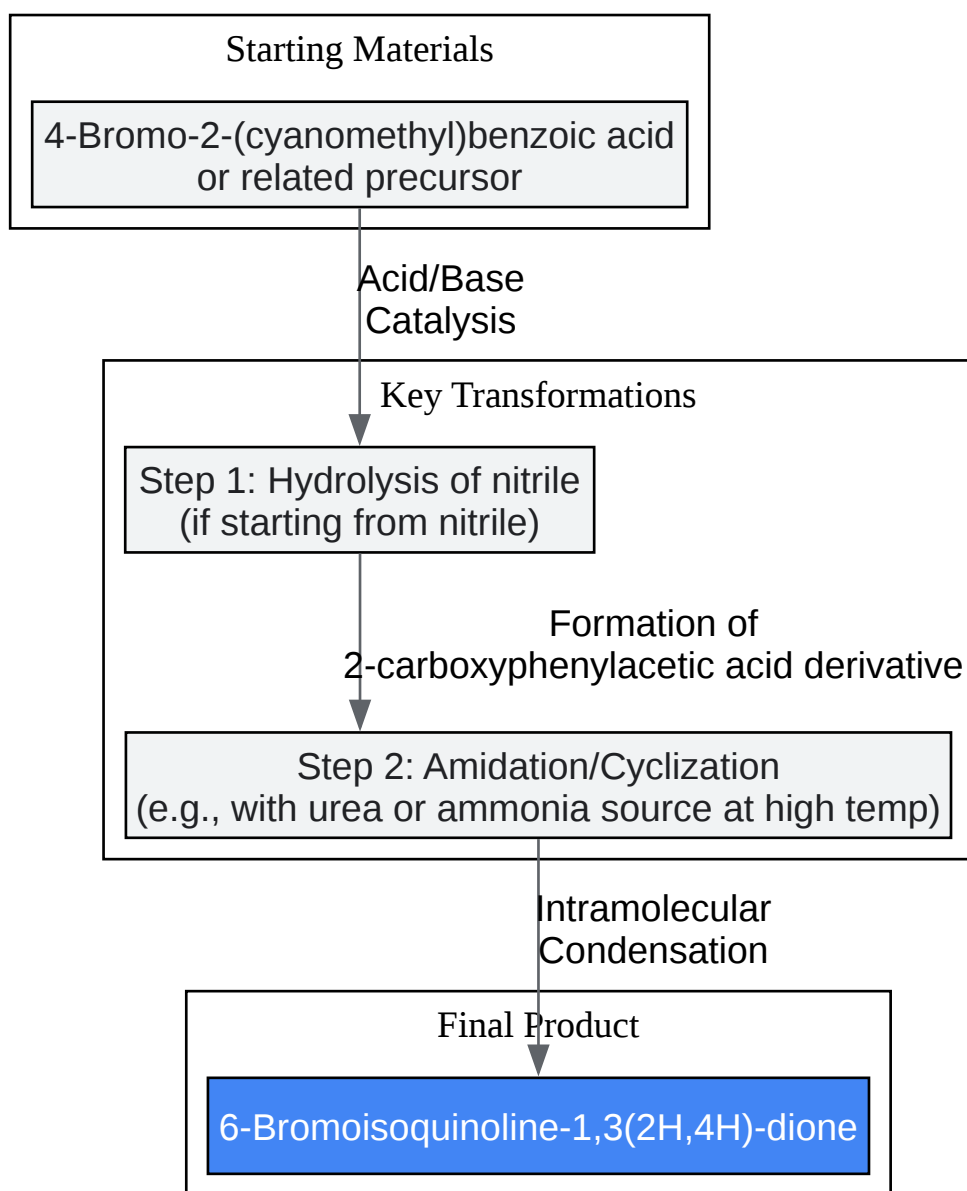 Starting Materials
4-Bromo-2-(cyanomethyl)benzoic acid
or related precursor
Acid/Base
Catalysis
Key Transformations
Step 1: Hydrolysis of nitrile
(if starting from nitrile)
Formation of
2-carboxyphenylacetic acid derivative
Step 2: Amidation/Cyclization
(e.g., with urea or ammonia source at high temp)
Intramolecular
Condensation
Final Product
6-Bromoisoquinoline-1,3(2H,4H)-dione